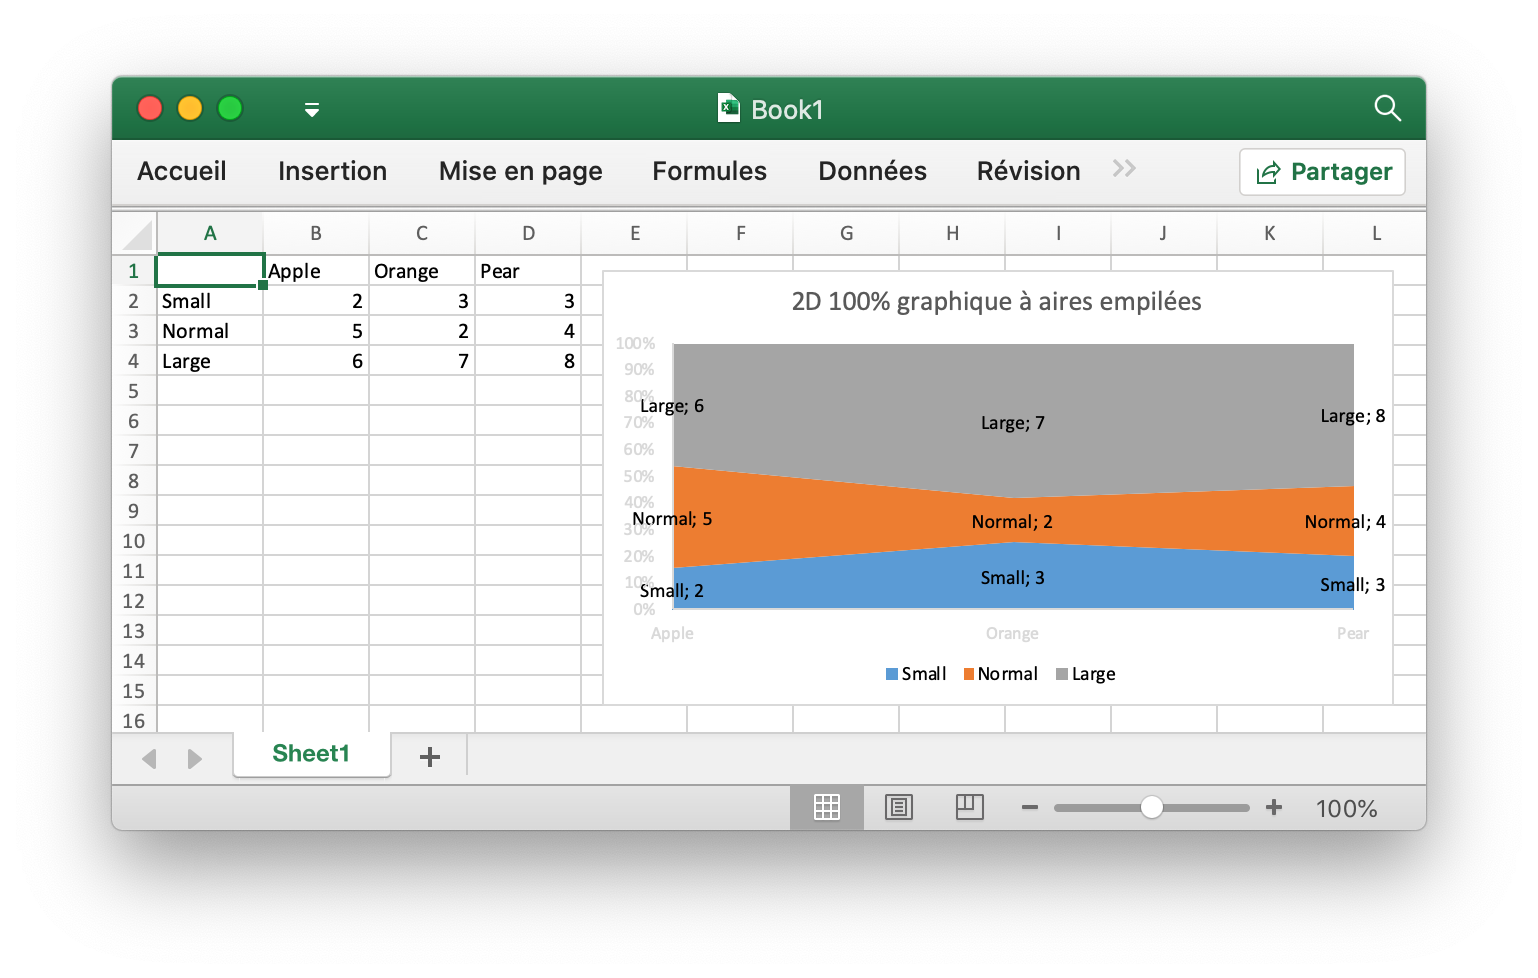 Book1
Accueil Insertion Mise en page Formules Données Révision Partager
A B C D E F G H I J K L
1 Apple Orange Pear
2 Small 2 3 3
3 Normal 5 2 4
4 Large 6 7 8
5
6
7
8
9
10
11
12
13
14
15
16
2D 100% graphique à aires empilées
100%
90%
80%
Large; 6 Large; 7 Large; 8
70%
60%
50%
40%
Normal; 5 Normal; 2 Normal; 4
30%
20%
10%
Small; 2 Small; 3 Small; 3
0%
Apple Orange Pear
Small Normal Large
Sheet1
100%